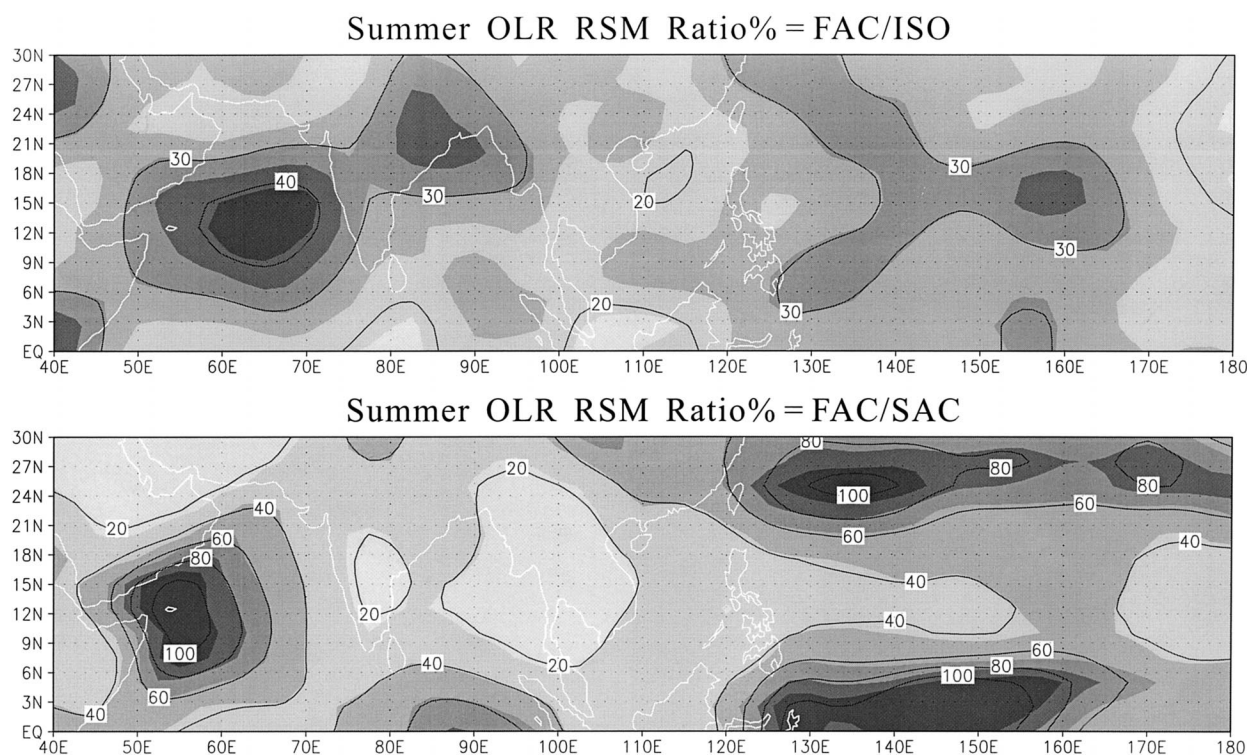 Summer OLR RSM Ratio% = FAC/ISO
30N
27N
24N
21N
18N
15N
12N
9N
6N
3N
EQ
30
40
30
20
30
30
30
20
30
40E 50E 60E 70E 80E 90E 100E 110E 120E 130E 140E 150E 160E 170E 180
Summer OLR RSM Ratio% = FAC/SAC
30N
27N
24N
21N
18N
15N
12N
9N
6N
3N
EQ
80
20
80
80
100
40
20
60
60
60
40
80
40
20
40
60
100
20
40
80
100
60
40
40E 50E 60E 70E 80E 90E 100E 110E 120E 130E 140E 150E 160E 170E 180